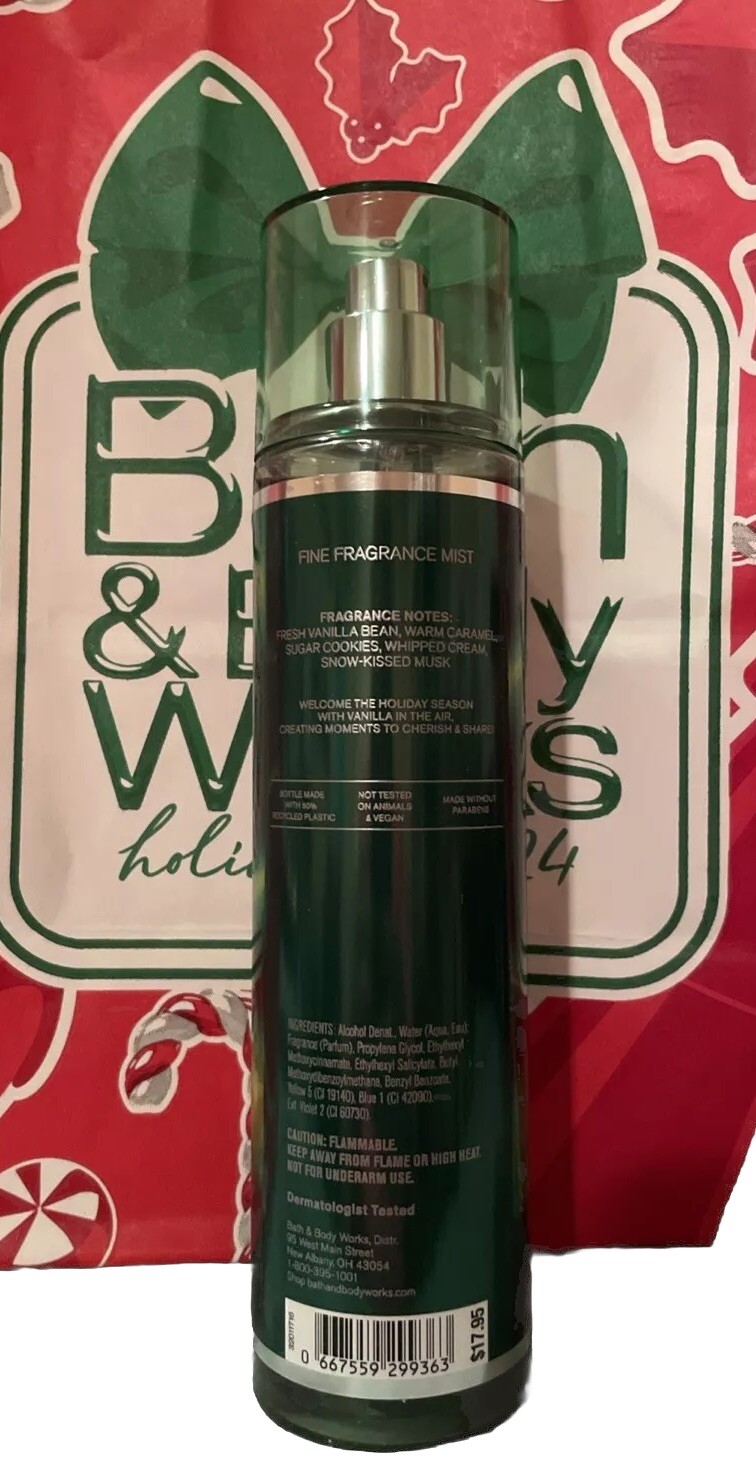 B
n
&
y
W
KS
24
FINE FRAGRANCE MIST
FRAGRANCE NOTES:
FRESH VANILLA BEAN, WARM CARAMEL,
SUGAR COOKIES, WHIPPED CREAM,
SNOW-KISSED MUSK
WELCOME THE HOLIDAY SEASON
WITH VANILLA IN THE AIR,
CREATING MOMENTS TO CHERISH & SHARE!
BOTTLE MADE
WITH 50%
RECYCLED PLASTIC
NOT TESTED
ON ANIMALS
& VEGAN
MADE WITHOUT
PARABENS
INGREDIENTS: Alcohol Denat., Water (Aqua, Eau),
Fragrance (Parfum), Propylene Glycol, Ethylhexyl
Methoxycinnamate, Ethylhexyl Salicylate, Butyl
Methoxydibenzoylmethane, Benzyl Benzoate,
Yellow 5 (CI 19140), Blue 1 (CI 42090),
Ext. Violet 2 (CI 60730).
CAUTION: FLAMMABLE.
KEEP AWAY FROM FLAME OR HIGH HEAT.
NOT FOR UNDERARM USE.
Dermatologist Tested
Bath & Body Works, Distr.
95 West Main Street
New Albany, OH 43054
1-800-395-1001
Shop bathandbodyworks.com
0 667559 299363
$17.95